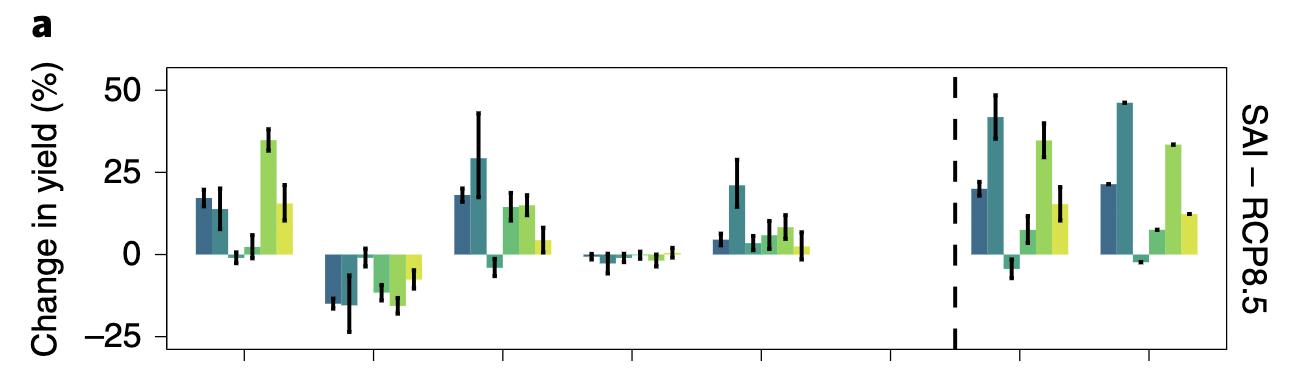 a
Change in yield (%)
50
25
0
−25
SAI – RCP8.5